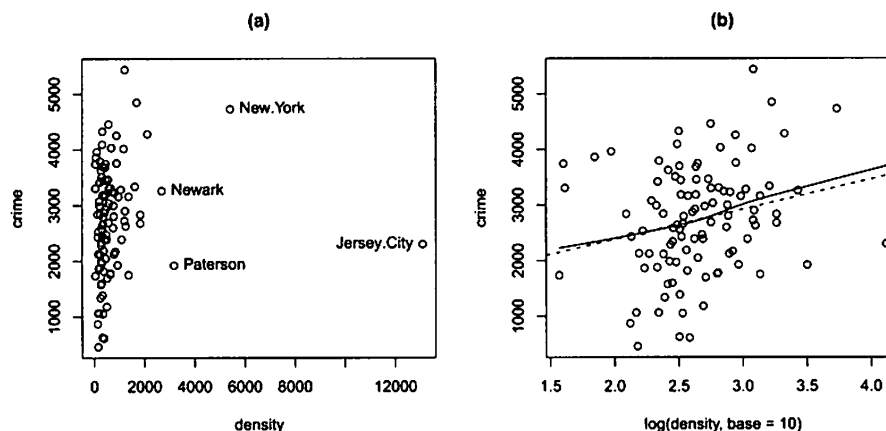 (a)
crime
5000
4000
3000
2000
1000
New.York
Newark
Jersey.City
Paterson
0 2000 4000 6000 8000 12000
density
(b)
crime
5000
4000
3000
2000
1000
1.5 2.0 2.5 3.0 3.5 4.0
log(density, base = 10)